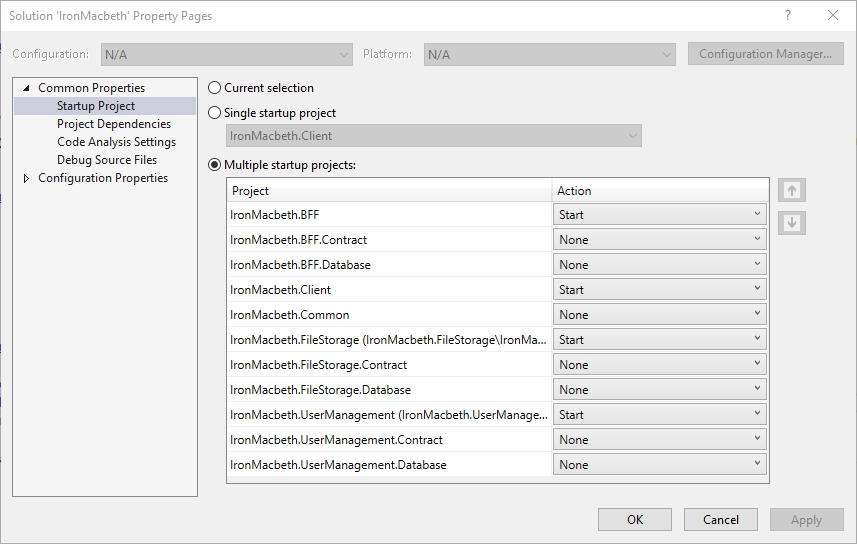 Solution 'IronMacbeth' Property Pages
?
Configuration: N/A Platform: N/A Configuration Manager...
Common Properties
Startup Project
Project Dependencies
Code Analysis Settings
Debug Source Files
Configuration Properties
Current selection
Single startup project
IronMacbeth.Client
Multiple startup projects:
Project Action
IronMacbeth.BFF Start
IronMacbeth.BFF.Contract None
IronMacbeth.BFF.Database None
IronMacbeth.Client Start
IronMacbeth.Common None
IronMacbeth.FileStorage (IronMacbeth.FileStorage\IronMa... Start
IronMacbeth.FileStorage.Contract None
IronMacbeth.FileStorage.Database None
IronMacbeth.UserManagement (IronMacbeth.UserManage... Start
IronMacbeth.UserManagement.Contract None
IronMacbeth.UserManagement.Database None
OK Cancel Apply